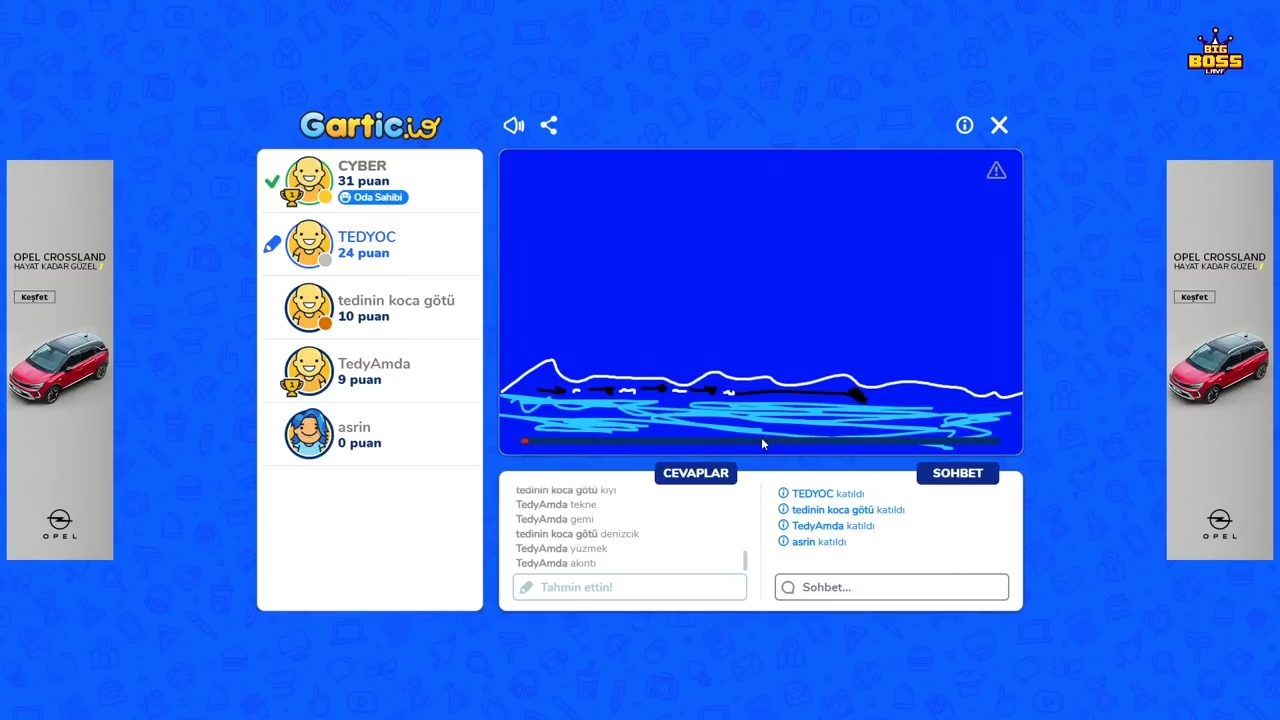 BIG
BOSS
LIVE
Gartic.io
CYBER
31 puan
Oda Sahibi
TEDYOC
24 puan
tedinin koca götü
10 puan
TedyAmda
9 puan
asrin
0 puan
OPEL CROSSLAND
HAYAT KADAR GÜZEL
Keşfet
OPEL
OPEL CROSSLAND
HAYAT KADAR GÜZEL
Keşfet
OPEL
CEVAPLAR
tedinin koca götü kıyı
TedyAmda tekne
TedyAmda gemi
tedinin koca götü denizcik
TedyAmda yüzmek
TedyAmda akıntı
Tahmin ettin!
SOHBET
TEDYOC katıldı
tedinin koca götü katıldı
TedyAmda katıldı
asrin katıldı
Sohbet...